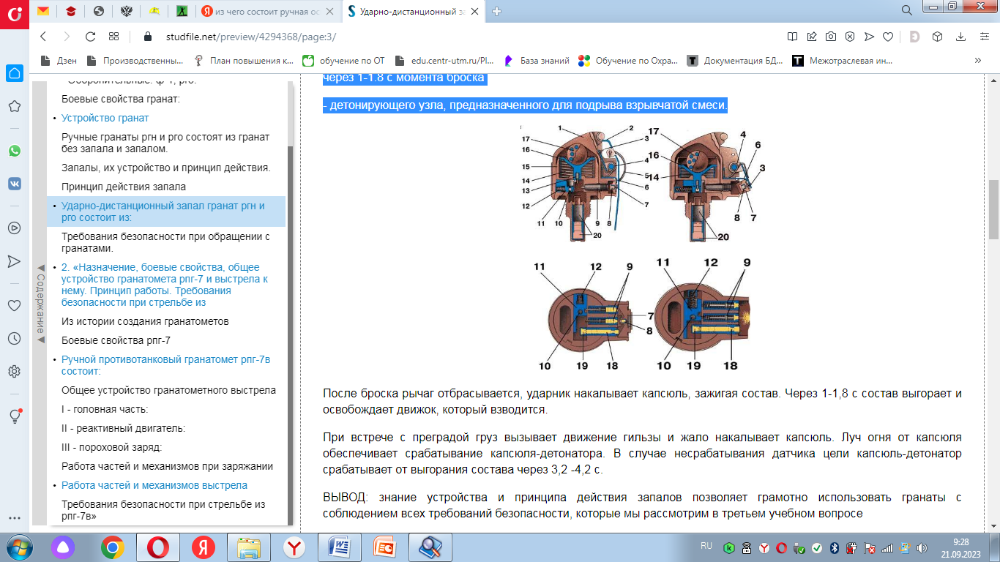 из чего состоит ручная ос
Ударно-дистанционный за
studfile.net/preview/4294368/page:3/
Дзен
Производственны...
План повышения к...
обучение по ОТ
edu.centr-utm.ru/Pl...
База знаний
Обучение по Охра...
Документация БД...
Межотраслевая ин...
»
◀ Содержание ◀
Боевые свойства гранат:
• Устройство гранат
Ручные гранаты ргн и рго состоят из гранат
без запала и запалом.
Запалы, их устройство и принцип действия.
Принцип действия запала
• Ударно-дистанционный запал гранат ргн и
рго состоит из:
Требования безопасности при обращении с
гранатами.
• 2. «Назначение, боевые свойства, общее
устройство гранатомета рпг-7 и выстрела к
нему. Принцип работы. Требования
безопасности при стрельбе из
Из истории создания гранатометов
Боевые свойства рпг-7
• Ручной противотанковый гранатомет рпг-7в
состоит:
Общее устройство гранатометного выстрела
I - головная часть:
II - реактивный двигатель:
III - пороховой заряд:
Работа частей и механизмов при заряжании
• Работа частей и механизмов выстрела
Требования безопасности при стрельбе из
рпг-7в»
через 1-1.8 с момента броска
- детонирующего узла, предназначенного для подрыва взрывчатой смеси.
1 2 3 4 5 6 7 8 9 20 10 11 12 13 14 15 16 17
17 16 14 4 6 3 7 8 20
11 12 9 7 8 18 19 10
11 12 9 18 19 10
После броска рычаг отбрасывается, ударник накалывает капсюль, зажигая состав. Через 1-1,8 с состав выгорает и
освобождает движок, который взводится.
При встрече с преградой груз вызывает движение гильзы и жало накалывает капсюль. Луч огня от капсюля
обеспечивает срабатывание капсюля-детонатора. В случае несрабатывания датчика цели капсюль-детонатор
срабатывает от выгорания состава через 3,2 -4,2 с.
ВЫВОД: знание устройства и принципа действия запалов позволяет грамотно использовать гранаты с
соблюдением всех требований безопасности, которые мы рассмотрим в третьем учебном вопросе
RU
9:28
21.09.2023